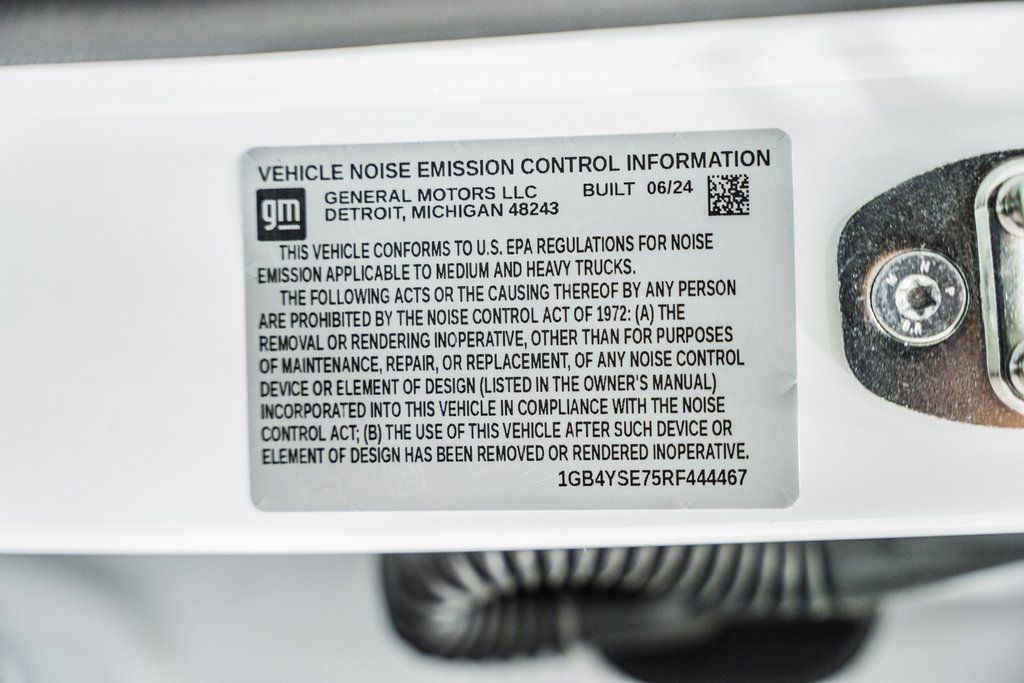 VEHICLE NOISE EMISSION CONTROL INFORMATION
gm
GENERAL MOTORS LLC BUILT 06/24
DETROIT, MICHIGAN 48243
THIS VEHICLE CONFORMS TO U.S. EPA REGULATIONS FOR NOISE
EMISSION APPLICABLE TO MEDIUM AND HEAVY TRUCKS.
THE FOLLOWING ACTS OR THE CAUSING THEREOF BY ANY PERSON
ARE PROHIBITED BY THE NOISE CONTROL ACT OF 1972: (A) THE
REMOVAL OR RENDERING INOPERATIVE, OTHER THAN FOR PURPOSES
OF MAINTENANCE, REPAIR, OR REPLACEMENT, OF ANY NOISE CONTROL
DEVICE OR ELEMENT OF DESIGN (LISTED IN THE OWNER'S MANUAL)
INCORPORATED INTO THIS VEHICLE IN COMPLIANCE WITH THE NOISE
CONTROL ACT; (B) THE USE OF THIS VEHICLE AFTER SUCH DEVICE OR
ELEMENT OF DESIGN HAS BEEN REMOVED OR RENDERED INOPERATIVE.
1GB4YSE75RF444467